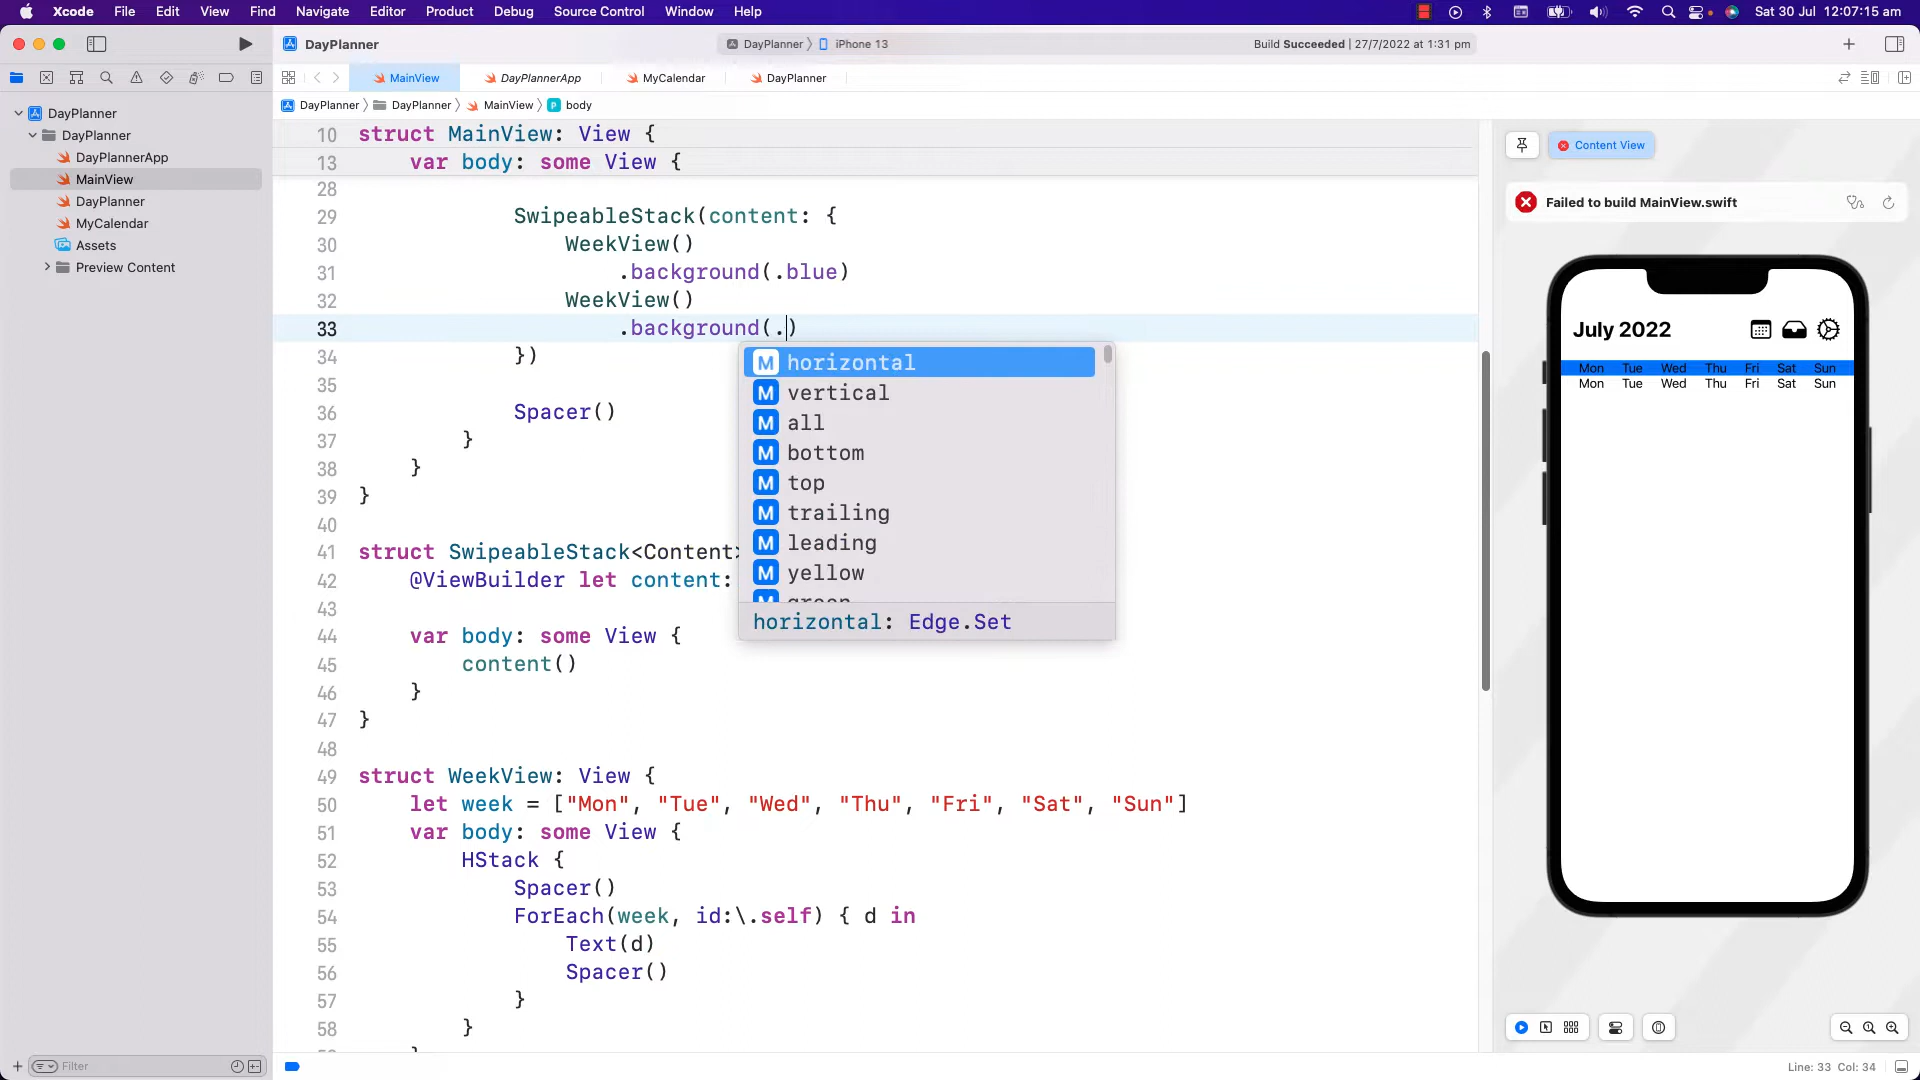 Xcode File Edit View Find Navigate Editor Product Debug Source Control Window Help Sat 30 Jul 12:07:15 am
DayPlanner DayPlanner iPhone 13 Build Succeeded | 27/7/2022 at 1:31 pm
MainView DayPlannerApp MyCalendar DayPlanner
DayPlanner DayPlanner MainView body
DayPlanner
DayPlanner
DayPlannerApp
MainView
DayPlanner
MyCalendar
Assets
Preview Content
10 struct MainView: View {
13 var body: some View {
28
29 SwipeableStack(content: {
30 WeekView()
31 .background(.blue)
32 WeekView()
33 .background(.)
34 })
35
36 Spacer()
37 }
38 }
39 }
40
41 struct SwipeableStack<Content>
42 @ViewBuilder let content:
43
44 var body: some View {
45 content()
46 }
47 }
48
49 struct WeekView: View {
50 let week = ["Mon", "Tue", "Wed", "Thu", "Fri", "Sat", "Sun"]
51 var body: some View {
52 HStack {
53 Spacer()
54 ForEach(week, id:\.self) { d in
55 Text(d)
56 Spacer()
57 }
58 }
M horizontal
M vertical
M all
M bottom
M top
M trailing
M leading
M yellow
horizontal: Edge.Set
Content View
Failed to build MainView.swift
July 2022
Mon Tue Wed Thu Fri Sat Sun
Mon Tue Wed Thu Fri Sat Sun
Filter
Line: 33 Col: 34